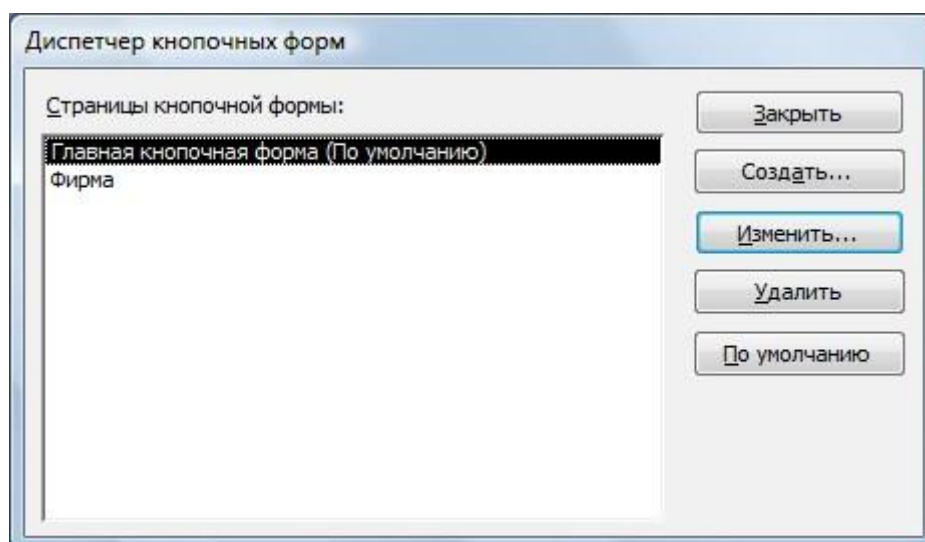 Диспетчер кнопочных форм
Страницы кнопочной формы:
Главная кнопочная форма (По умолчанию)
Фирма
Закрыть
Создать...
Изменить...
Удалить
По умолчанию